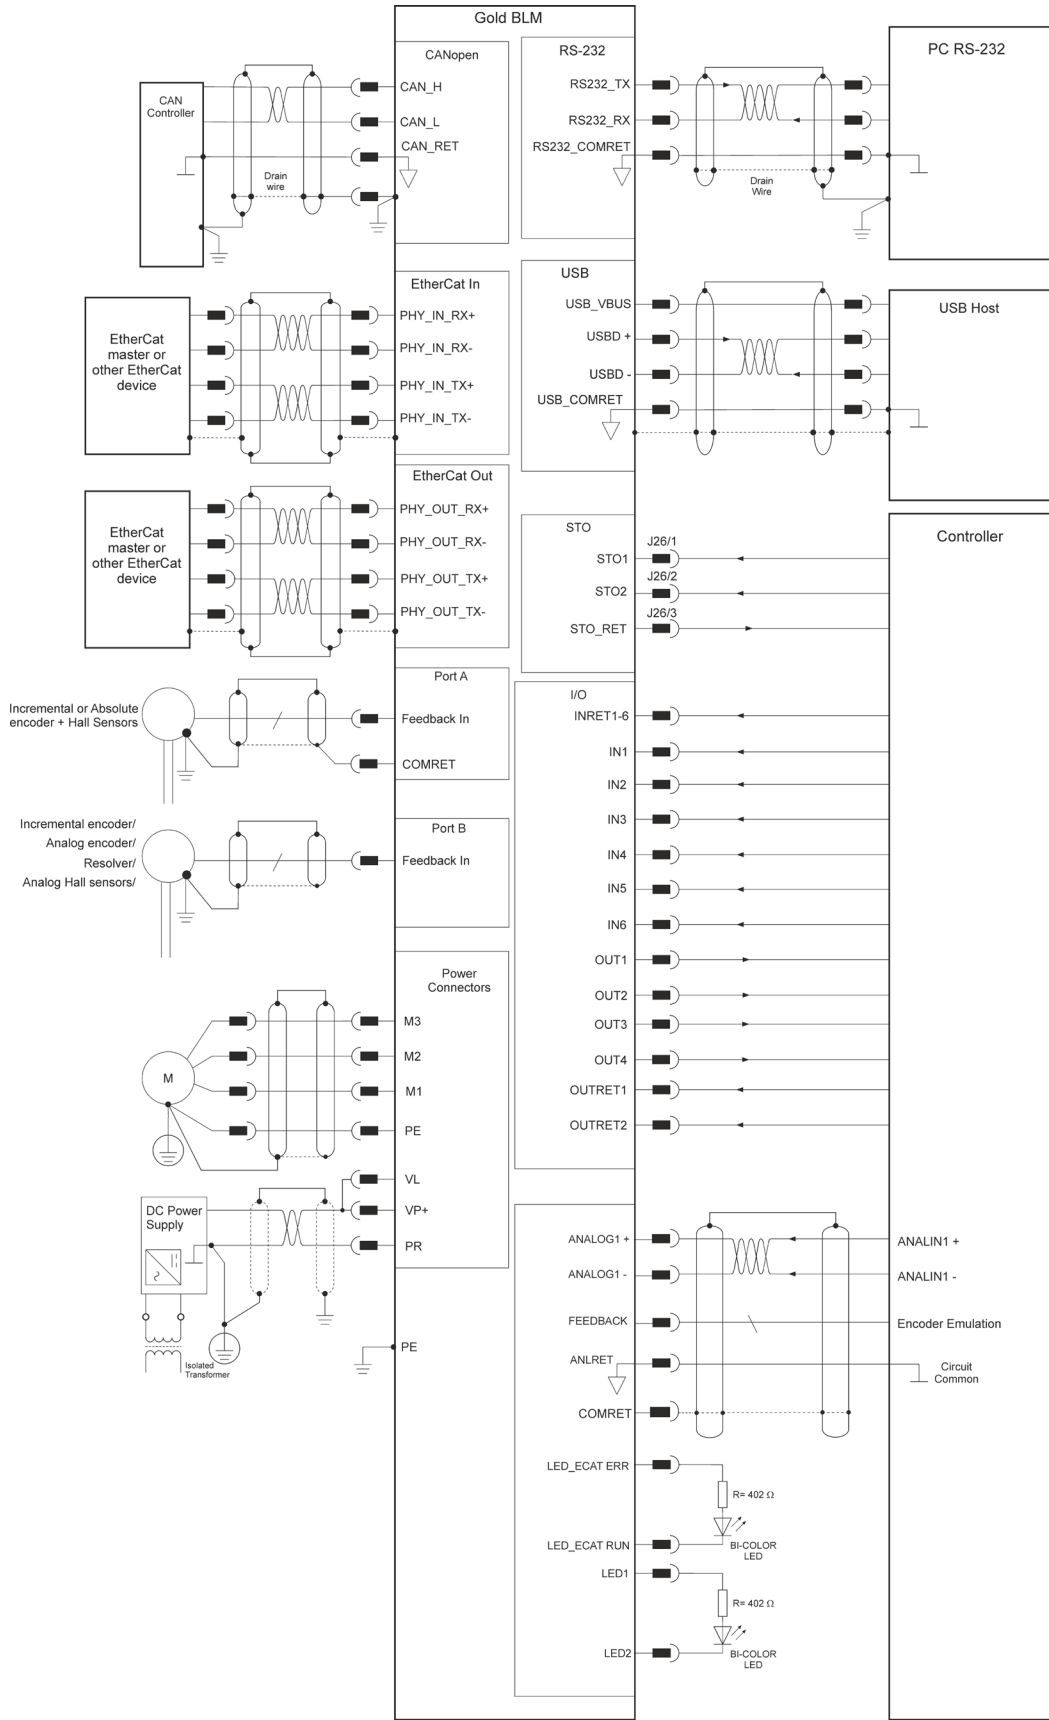 Gold BLM
CANopen
CAN_H
CAN_L
CAN_RET
CAN
Controller
Drain
wire
EtherCat In
PHY_IN_RX+
PHY_IN_RX-
PHY_IN_TX+
PHY_IN_TX-
EtherCat
master or
other EtherCat
device
EtherCat Out
PHY_OUT_RX+
PHY_OUT_RX-
PHY_OUT_TX+
PHY_OUT_TX-
EtherCat
master or
other EtherCat
device
Port A
Feedback In
COMRET
Incremental or Absolute
encoder + Hall Sensors
Port B
Feedback In
Incremental encoder/
Analog encoder/
Resolver/
Analog Hall sensors/
Power
Connectors
M3
M2
M1
PE
M
VL
VP+
PR
DC Power
Supply
Isolated
Transformer
PE
RS-232
RS232_TX
RS232_RX
RS232_COMRET
Drain
Wire
PC RS-232
USB
USB_VBUS
USBD +
USBD -
USB_COMRET
USB Host
STO
STO1
STO2
STO_RET
J26/1
J26/2
J26/3
Controller
I/O
INRET1-6
IN1
IN2
IN3
IN4
IN5
IN6
OUT1
OUT2
OUT3
OUT4
OUTRET1
OUTRET2
ANALOG1 +
ANALOG1 -
FEEDBACK
ANLRET
COMRET
ANALIN1 +
ANALIN1 -
Encoder Emulation
Circuit
Common
LED_ECAT ERR
R= 402 Ω
LED_ECAT RUN
BI-COLOR
LED
LED1
R= 402 Ω
LED2
BI-COLOR
LED